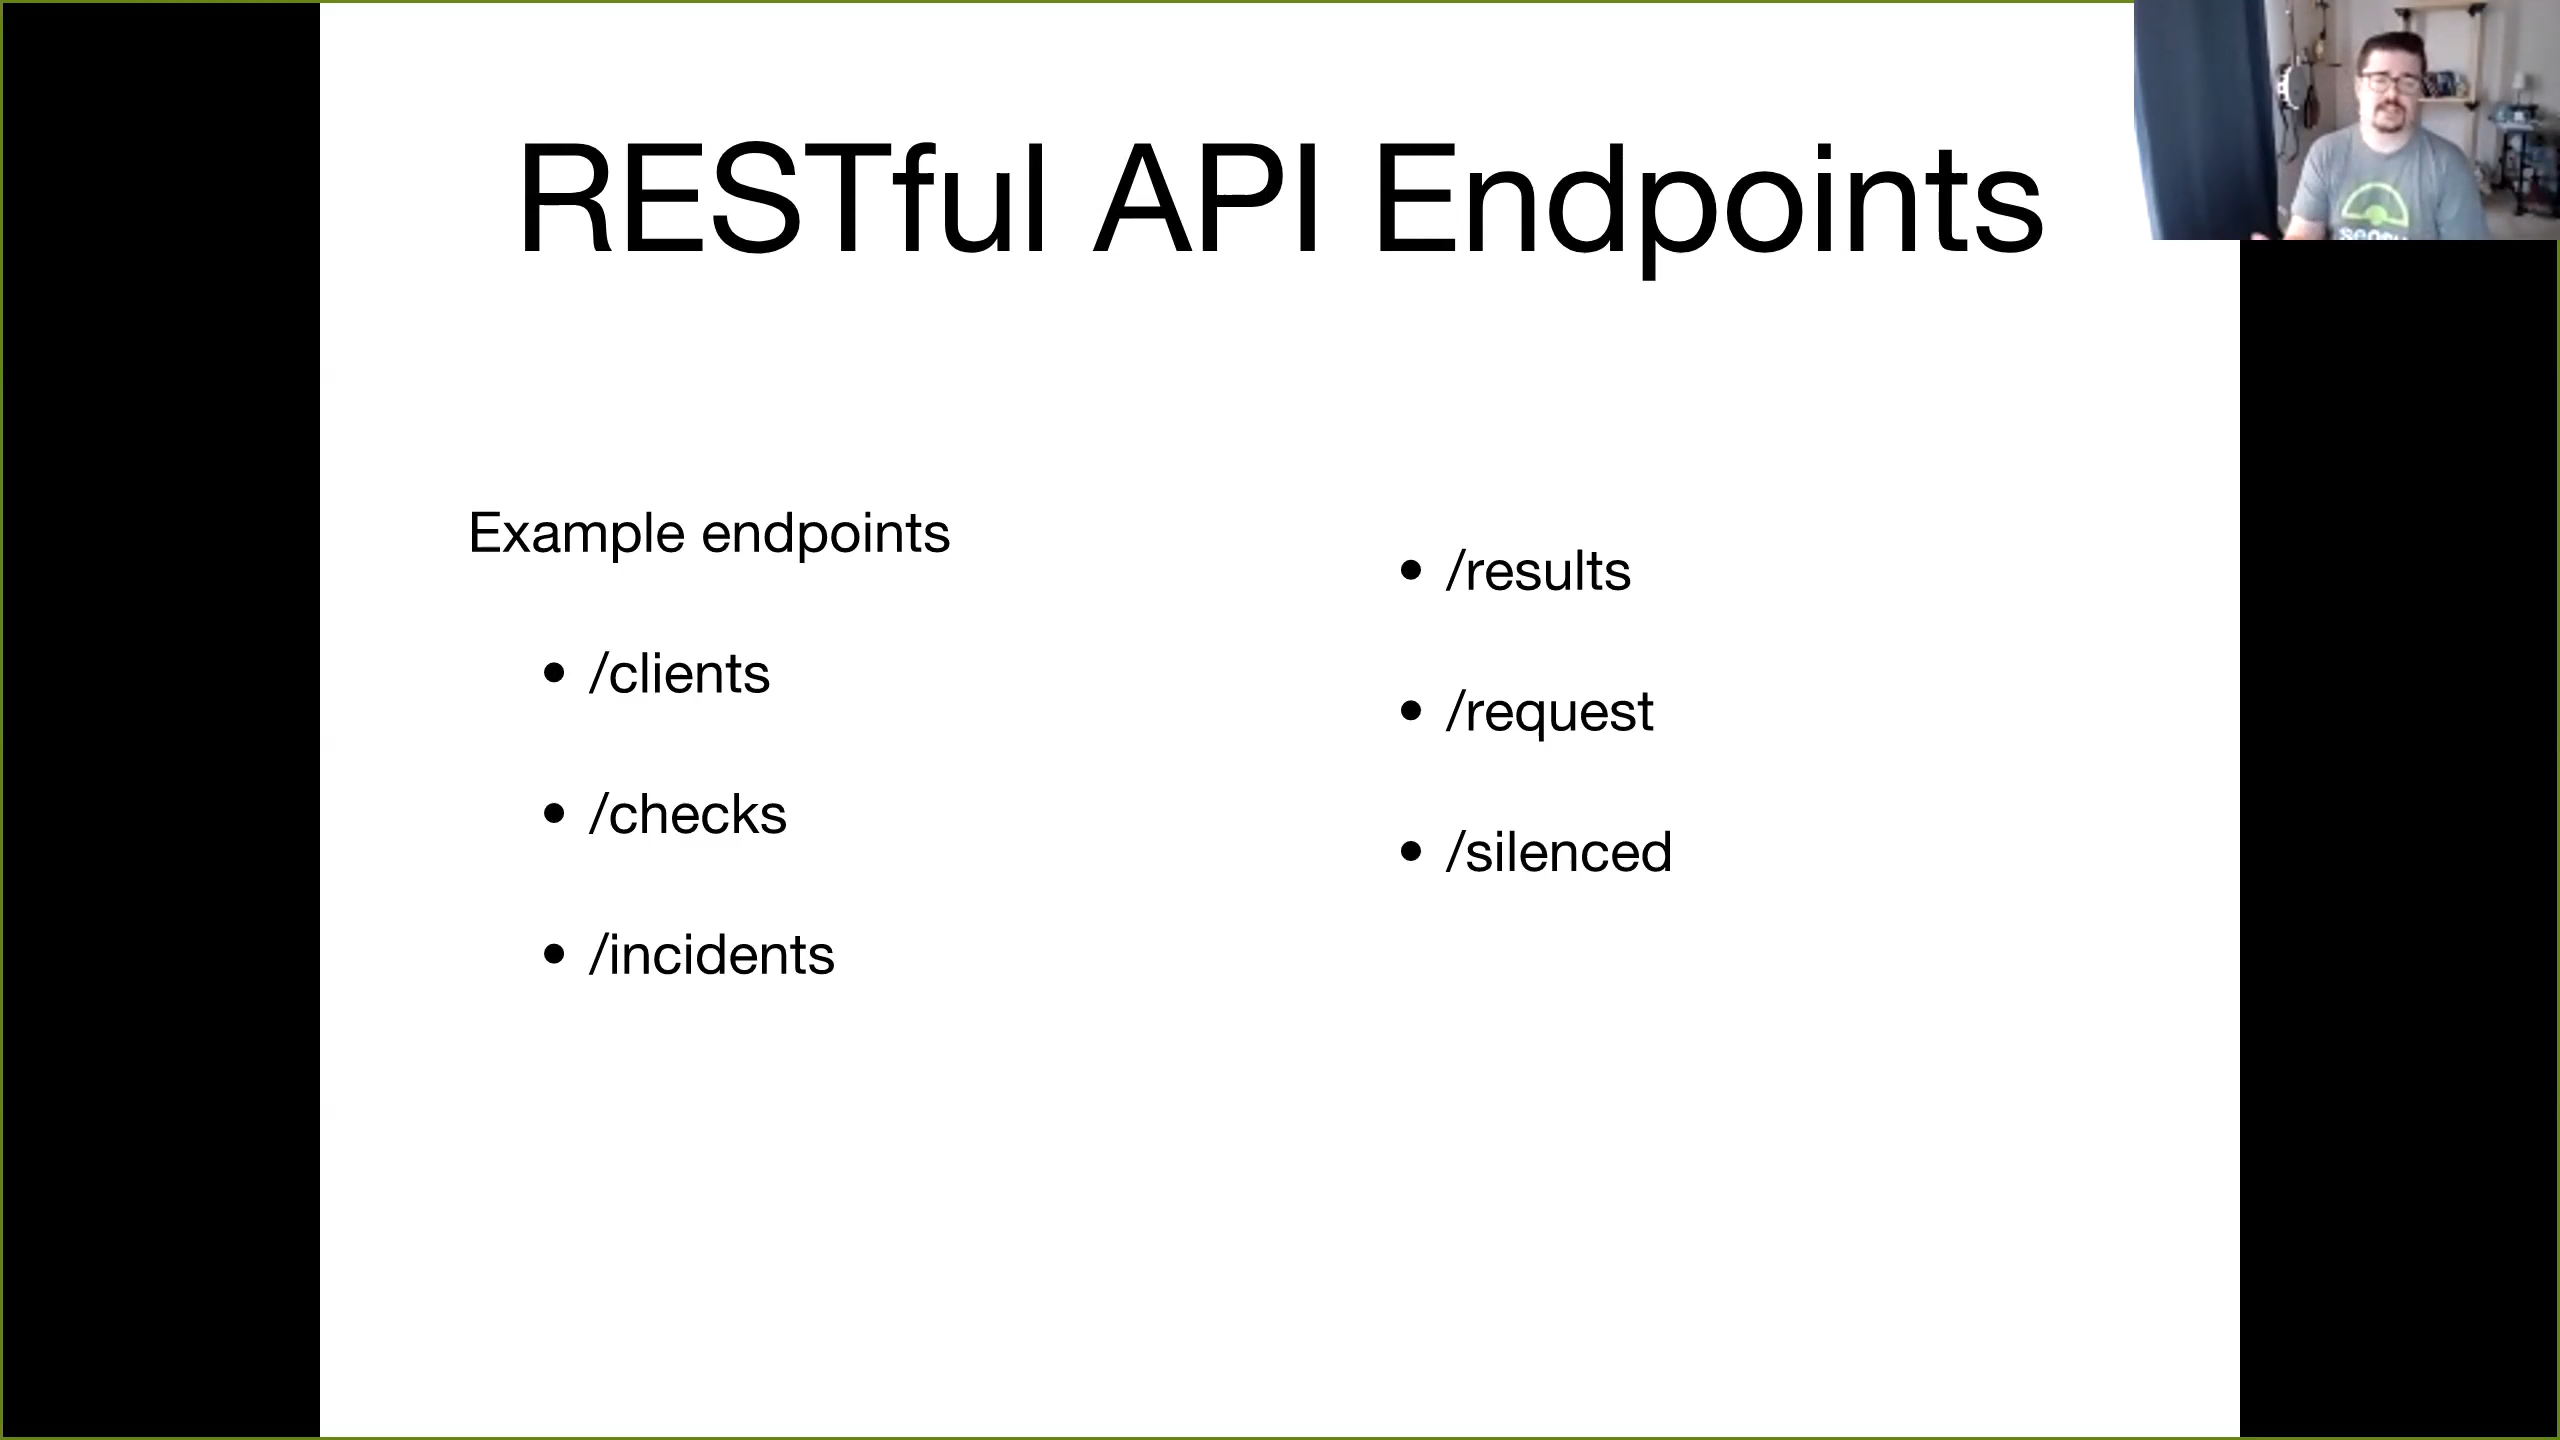 RESTful API Endpoints
Example endpoints
• /clients
• /checks
• /incidents
• /results
• /request
• /silenced